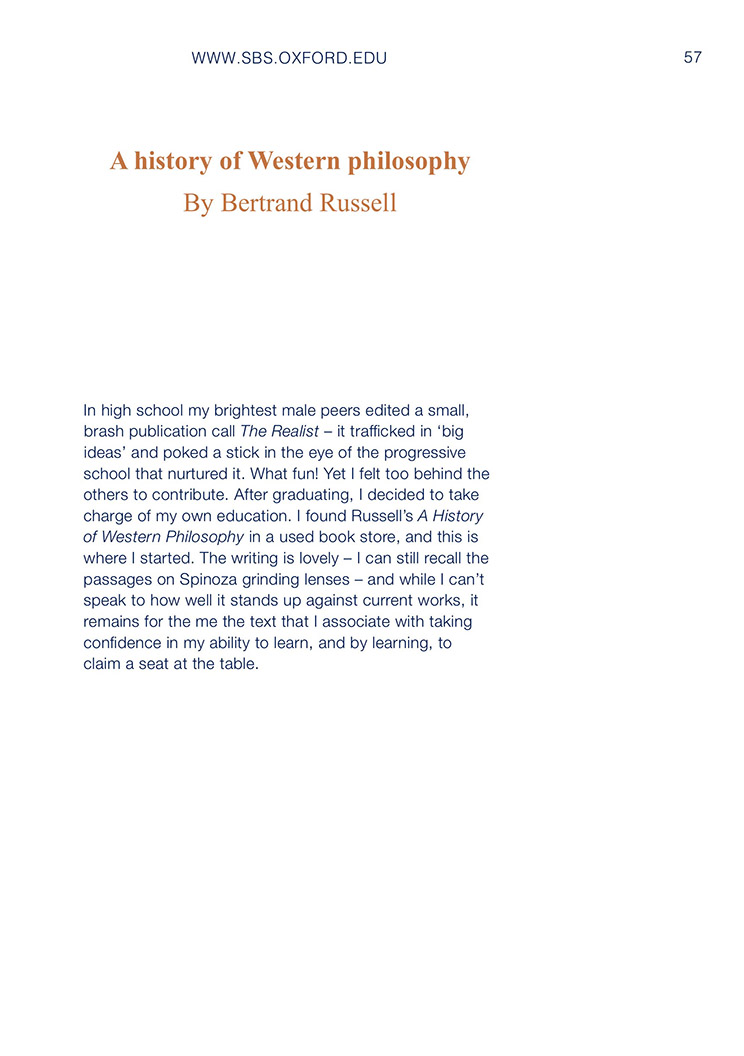 WWW.SBS.OXFORD.EDU
57
A history of Western philosophy
By Bertrand Russell
In high school my brightest male peers edited a small,
brash publication call The Realist – it trafficked in ‘big
ideas’ and poked a stick in the eye of the progressive
school that nurtured it. What fun! Yet I felt too behind the
others to contribute. After graduating, I decided to take
charge of my own education. I found Russell’s A History
of Western Philosophy in a used book store, and this is
where I started. The writing is lovely – I can still recall the
passages on Spinoza grinding lenses – and while I can’t
speak to how well it stands up against current works, it
remains for the me the text that I associate with taking
confidence in my ability to learn, and by learning, to
claim a seat at the table.